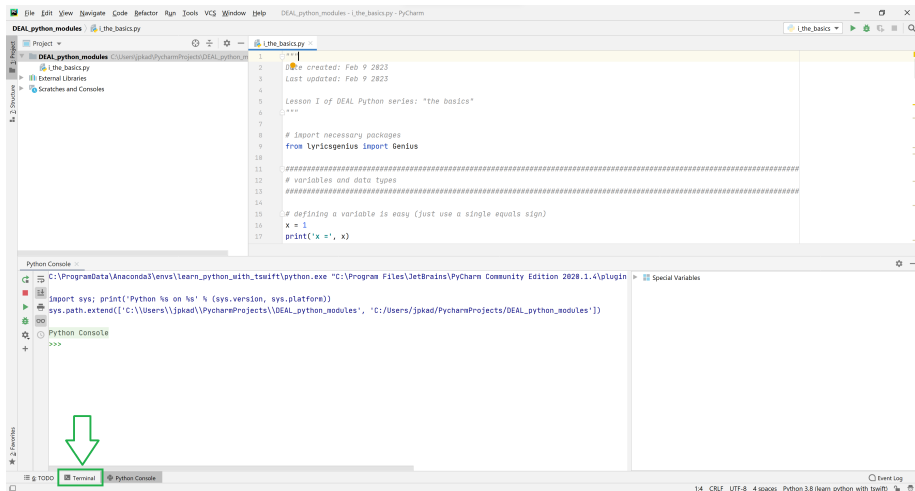 File Edit View Navigate Code Refactor Run Tools VCS Window Help DEAL_python_modules - i_the_basics.py - PyCharm
DEAL_python_modules i_the_basics.py
i_the_basics
Project
i_the_basics.py
1: Project
DEAL_python_modules C:\Users\jpkad\PycharmProjects\DEAL_python_m
i_the_basics.py
External Libraries
Scratches and Consoles
Z: Structure
1 """
2 Date created: Feb 9 2023
3 Last updated: Feb 9 2023
4
5 Lesson I of DEAL Python series: "the basics"
6 """
7
8 # import necessary packages
9 from lyricsgenius import Genius
10
11 ########################################################################################################################
12 # variables and data types
13 ########################################################################################################################
14
15 # defining a variable is easy (just use a single equals sign)
16 x = 1
17 print('x =', x)
Python Console
C:\ProgramData\Anaconda3\envs\learn_python_with_tswift\python.exe "C:\Program Files\JetBrains\PyCharm Community Edition 2020.1.4\plugin
import sys; print('Python %s on %s' % (sys.version, sys.platform))
sys.path.extend(['C:\\Users\\jpkad\\PycharmProjects\\DEAL_python_modules', 'C:/Users/jpkad/PycharmProjects/DEAL_python_modules'])
Python Console
>>>
Special Variables
2: Favorites
6: TODO Terminal Python Console Event Log
1:4 CRLF UTF-8 4 spaces Python 3.8 (learn_python_with_tswift)